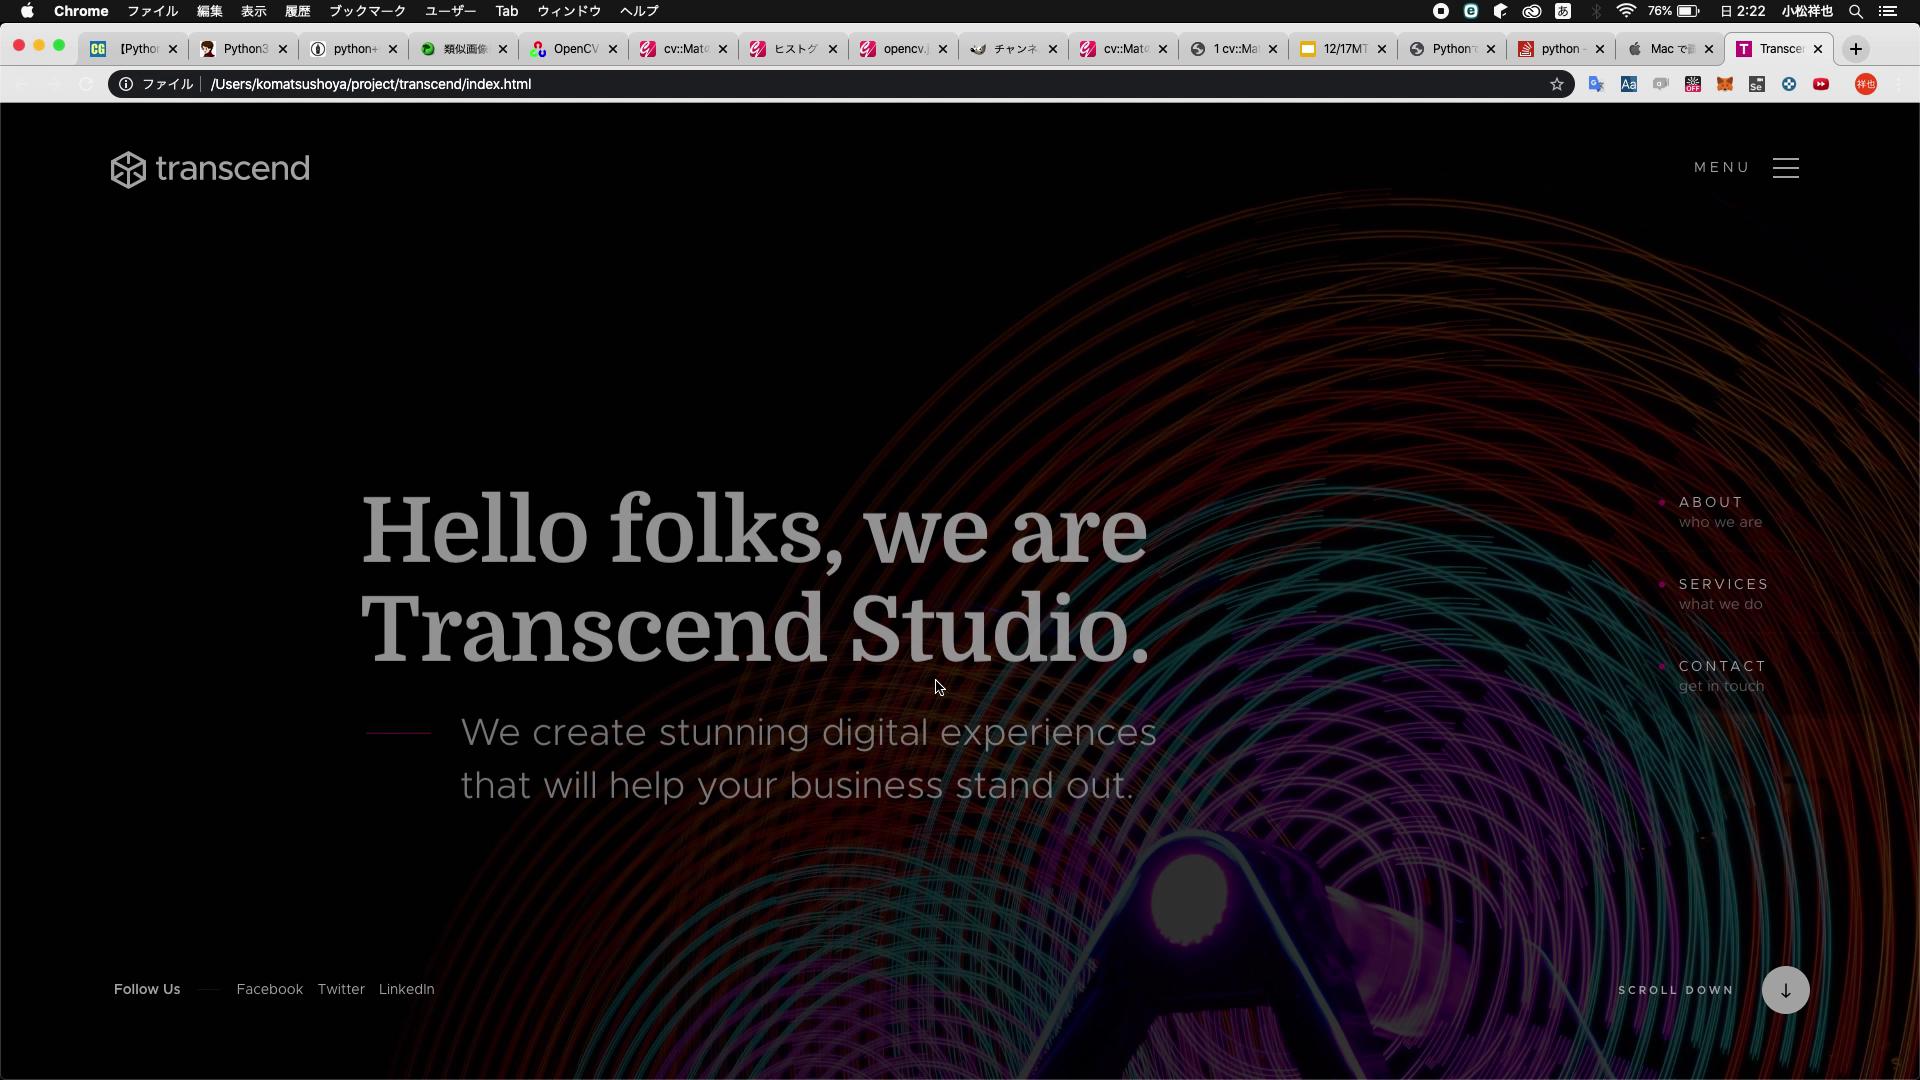 Chrome ファイル 編集 表示 履歴 ブックマーク ユーザー Tab ウィンドウ ヘルプ 76% 日 2:22 小松祥也
【Pythor Python3 python+ 類似画像 OpenCV cv::Mat ヒストグ opencv.j チャンネ cv::Mat 1 cv::Mat 12/17MT Python python - Mac で Transcen
ファイル /Users/komatsushoya/project/transcend/index.html 祥也
transcend
MENU
Hello folks, we are
Transcend Studio.
We create stunning digital experiences
that will help your business stand out.
ABOUT
who we are
SERVICES
what we do
CONTACT
get in touch
Follow Us Facebook Twitter LinkedIn
SCROLL DOWN